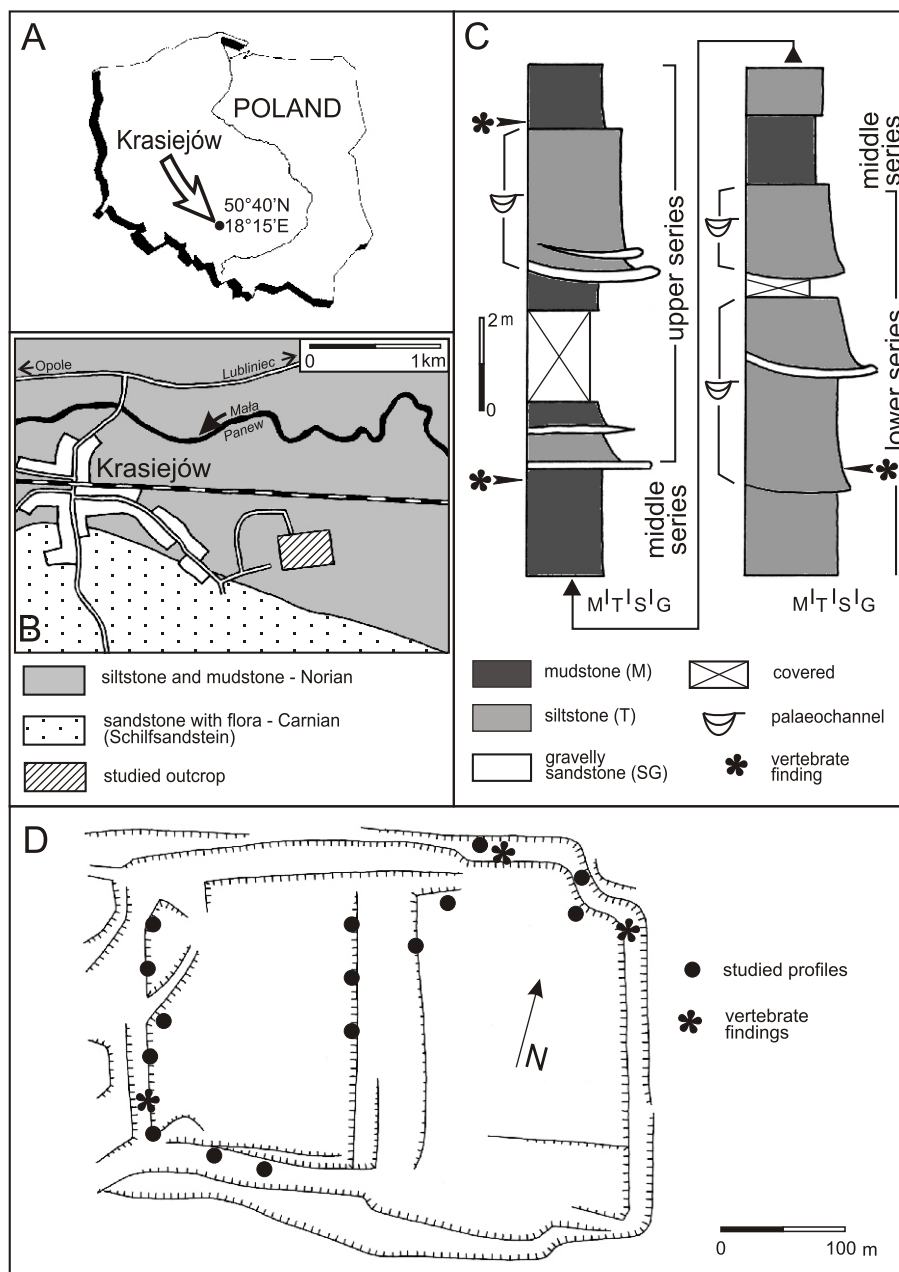 A
POLAND
Krasiejów
50°40'N
18°15'E
B
Opole
Lubliniec
0 1km
Mała
Panew
Krasiejów
siltstone and mudstone - Norian
sandstone with flora - Carnian
(Schilfsandstein)
studied outcrop
C
upper series
middle
series
2 m
0
M T S G
middle
series
lower series
M T S G
mudstone (M)
siltstone (T)
gravelly
sandstone (SG)
covered
palaeochannel
vertebrate
finding
D
N
studied profiles
vertebrate
findings
0 100 m